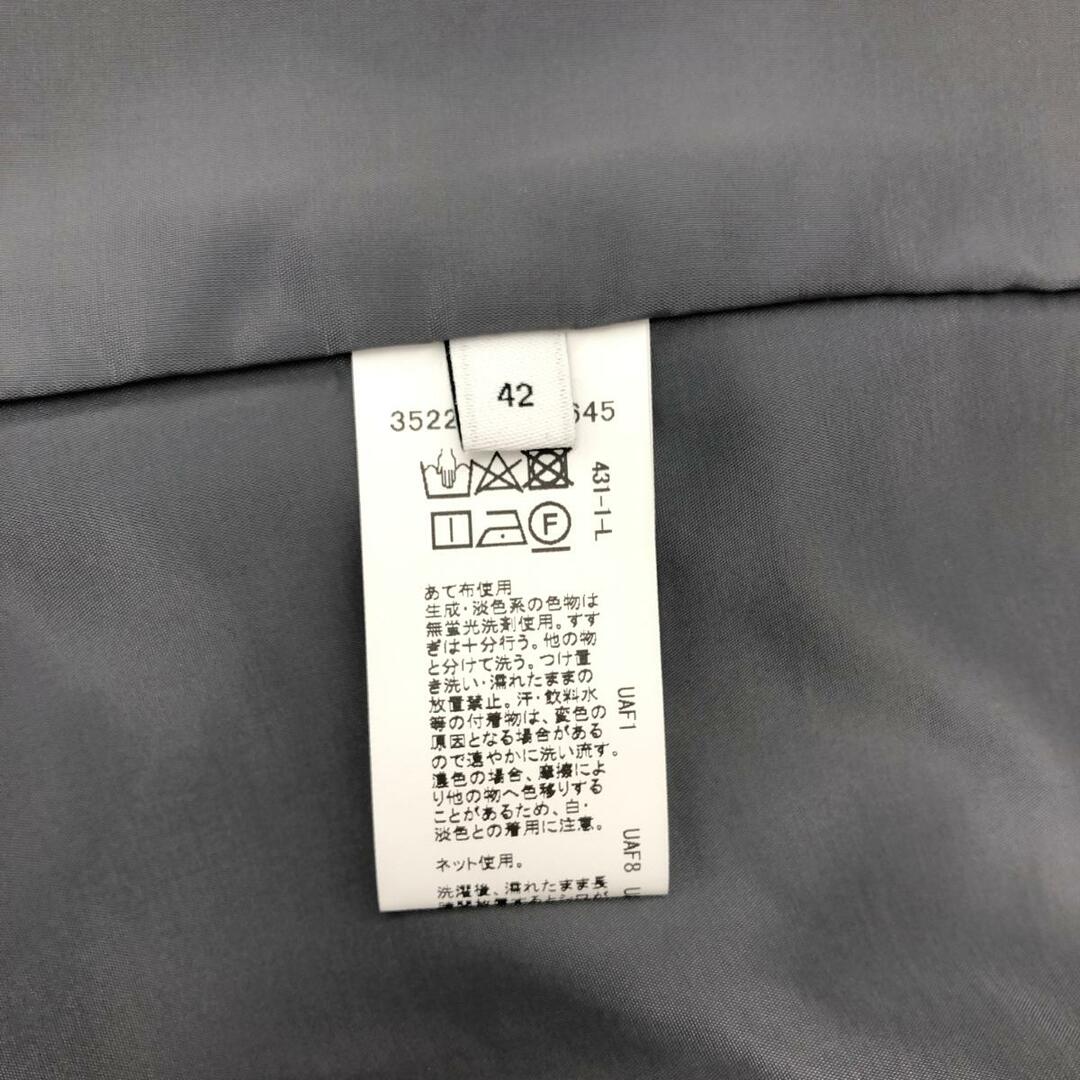 42
3522 645
431-1-L
F
あて布使用
生成・淡色系の色物は
無蛍光洗剤使用。すす
ぎは十分行う。他の物
と分けて洗う。つけ置
き洗い・濡れたままの
放置禁止。汗・飲料水
等の付着物は、変色の
原因となる場合がある
ので速やかに洗い流す。
濃色の場合、摩擦によ
り他の物へ色移りする
ことがあるため、白・
淡色との着用に注意。
ネット使用。
洗濯後、濡れたまま長
UAF1
UAF8